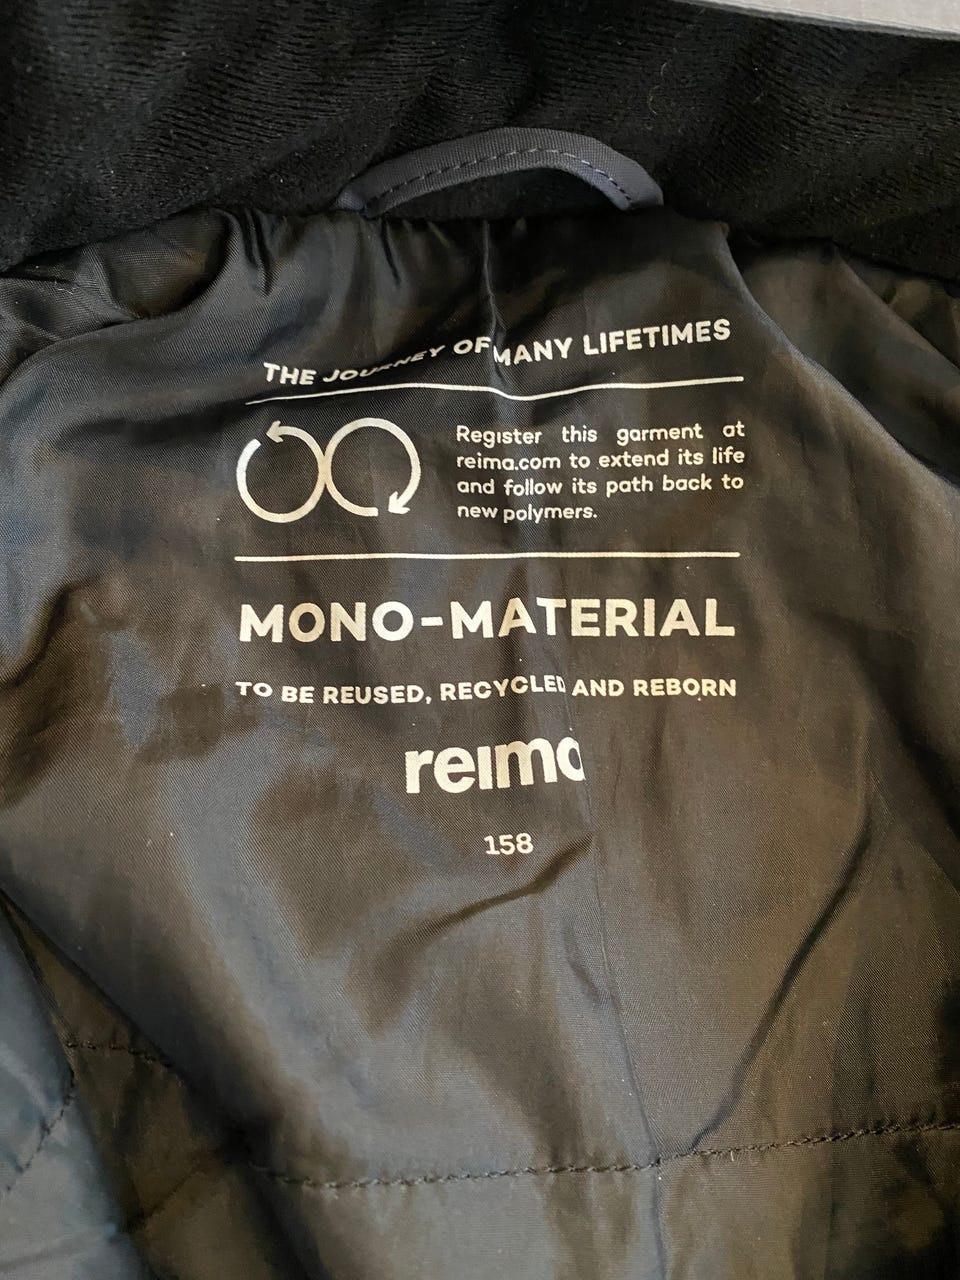 THE JOURNEY OF MANY LIFETIMES
Register this garment at
reima.com to extend its life
and follow its path back to
new polymers.
MONO-MATERIAL
TO BE REUSED, RECYCLED AND REBORN
reima
158